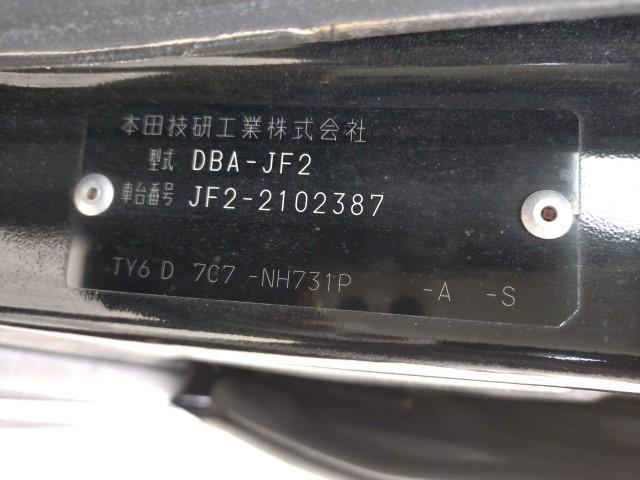 本田技研工業株式会社
型式 DBA-JF2
車台番号 JF2-2102387
TY6 D 7C7 -NH731P -A -S